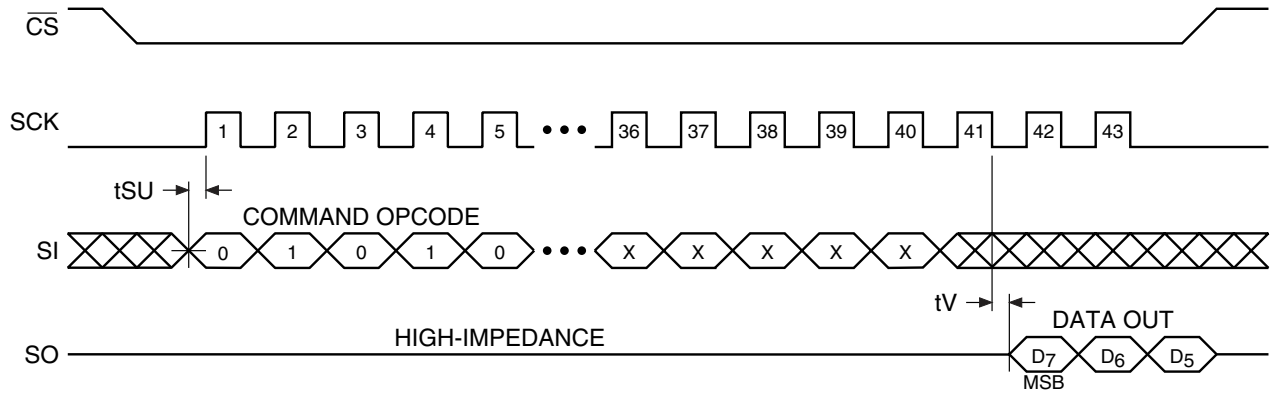 CS
SCK 1 2 3 4 5 ••• 36 37 38 39 40 41 42 43
tSU
COMMAND OPCODE
SI 0 1 0 1 0 ••• X X X X X
tV
HIGH-IMPEDANCE
DATA OUT
SO D7 D6 D5
MSB